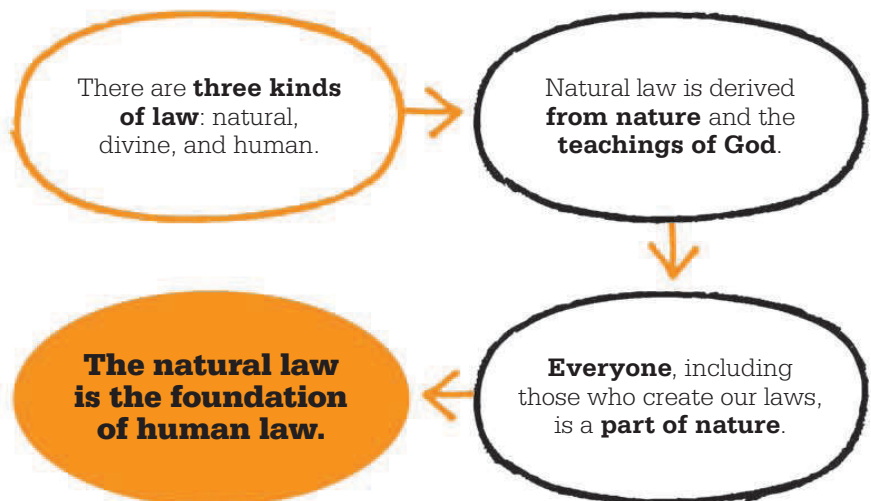 There are three kinds
of law: natural,
divine, and human.
Natural law is derived
from nature and the
teachings of God.
Everyone, including
those who create our laws,
is a part of nature.
The natural law
is the foundation
of human law.